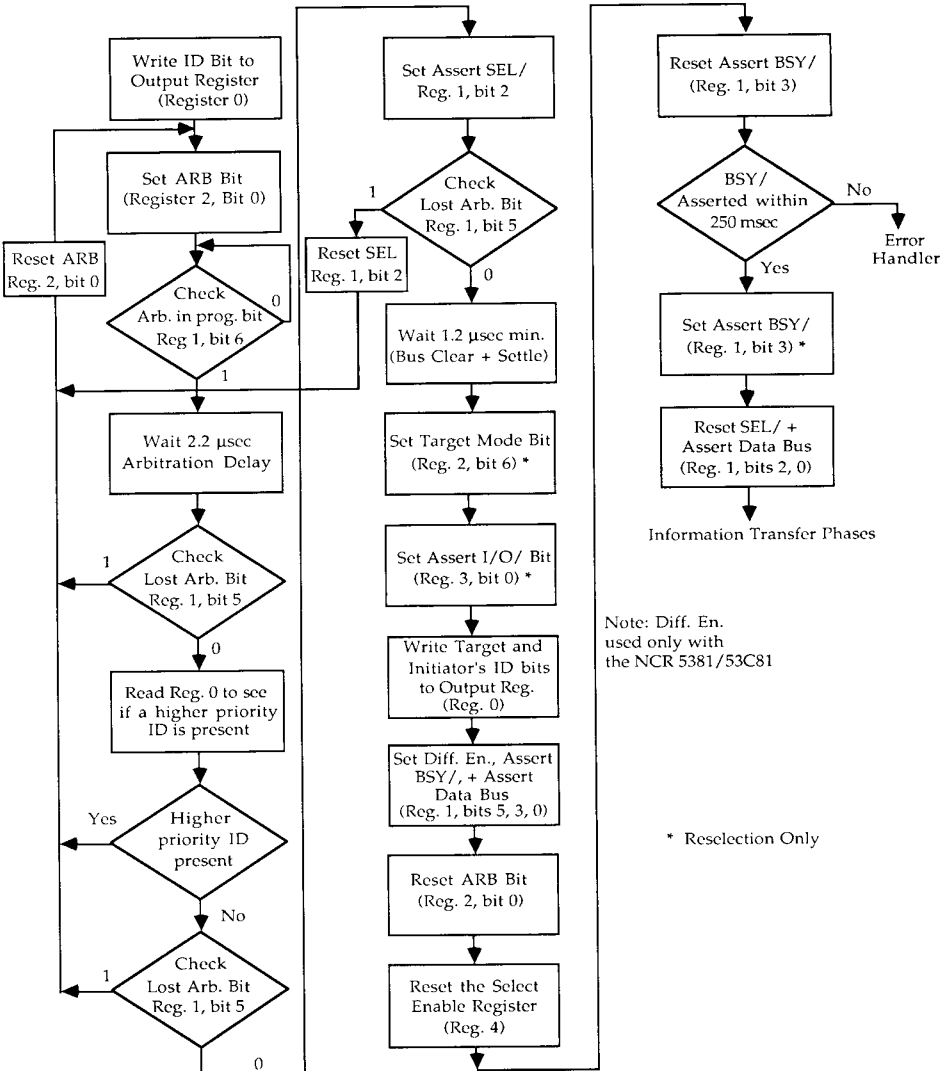 Write ID Bit to
Output Register
(Register 0)
Set ARB Bit
(Register 2, Bit 0)
Reset ARB
Reg. 2, bit 0
Check
Arb. in prog. bit
Reg 1, bit 6
0
1
Wait 2.2 µsec
Arbitration Delay
1
Check
Lost Arb. Bit
Reg. 1, bit 5
0
Read Reg. 0 to see
if a higher priority
ID is present
Yes
Higher
priority ID
present
No
1
Check
Lost Arb. Bit
Reg. 1, bit 5
0
Set Assert SEL/
Reg. 1, bit 2
1
Check
Lost Arb. Bit
Reg. 1, bit 5
0
Reset SEL
Reg. 1, bit 2
Wait 1.2 µsec min.
(Bus Clear + Settle)
Set Target Mode Bit
(Reg. 2, bit 6) *
Set Assert I/O/ Bit
(Reg. 3, bit 0) *
Write Target and
Initiator's ID bits
to Output Reg.
(Reg. 0)
Set Diff. En., Assert
BSY/, + Assert
Data Bus
(Reg. 1, bits 5, 3, 0)
Reset ARB Bit
(Reg. 2, bit 0)
Reset the Select
Enable Register
(Reg. 4)
Reset Assert BSY/
(Reg. 1, bit 3)
BSY/
Asserted within
250 msec
No
Error
Handler
Yes
Set Assert BSY/
(Reg. 1, bit 3) *
Reset SEL/ +
Assert Data Bus
(Reg. 1, bits 2, 0)
Information Transfer Phases
Note: Diff. En.
used only with
the NCR 5381/53C81
* Reselection Only